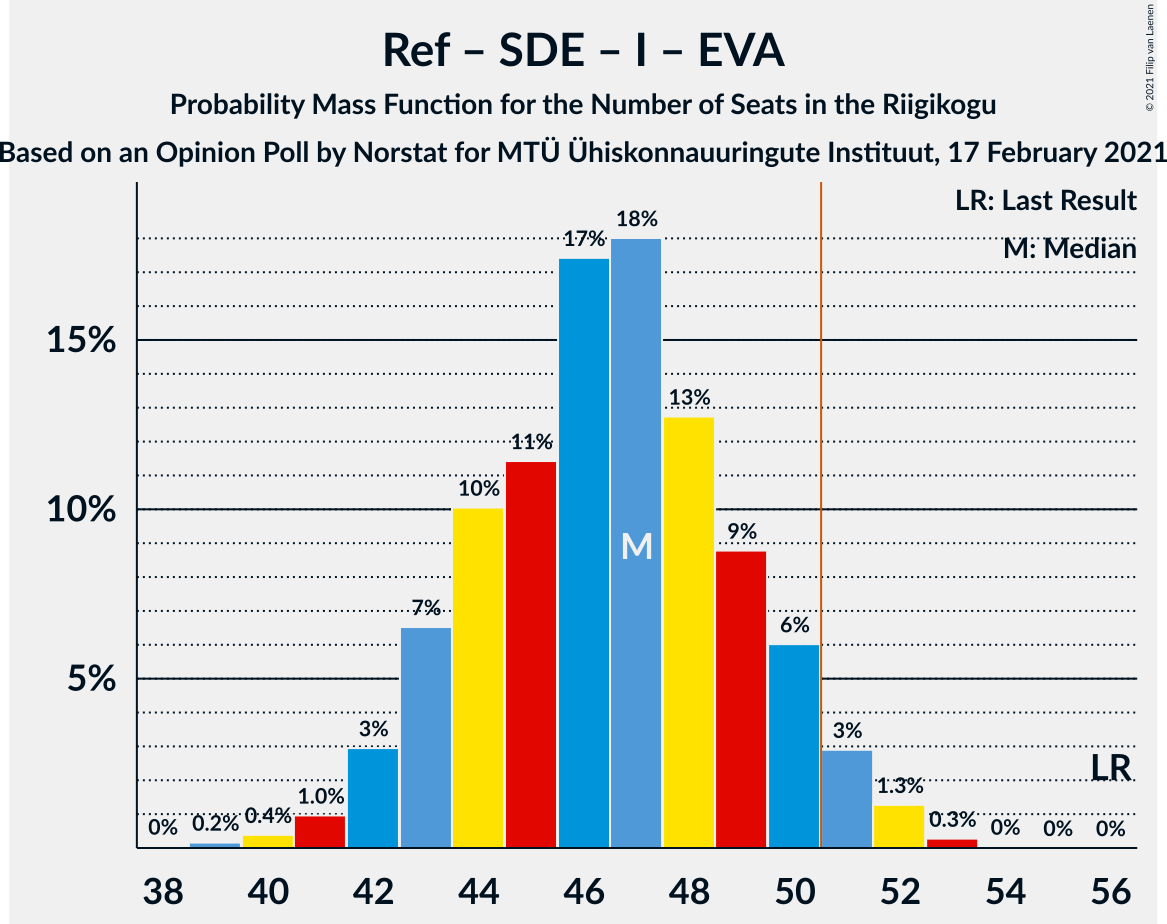 Ref – SDE – I – EVA
Probability Mass Function for the Number of Seats in the Riigikogu
Based on an Opinion Poll by Norstat for MTÜ Ühiskonnauuringute Instituut, 17 February 2021
© 2021 Filip van Laenen
LR: Last Result
M: Median
15%
10%
5%
0%
0.2%
0.4%
1.0%
3%
7%
10%
11%
17%
18%
13%
9%
6%
3%
1.3%
0.3%
0%
0%
0%
M
LR
38 40 42 44 46 48 50 52 54 56